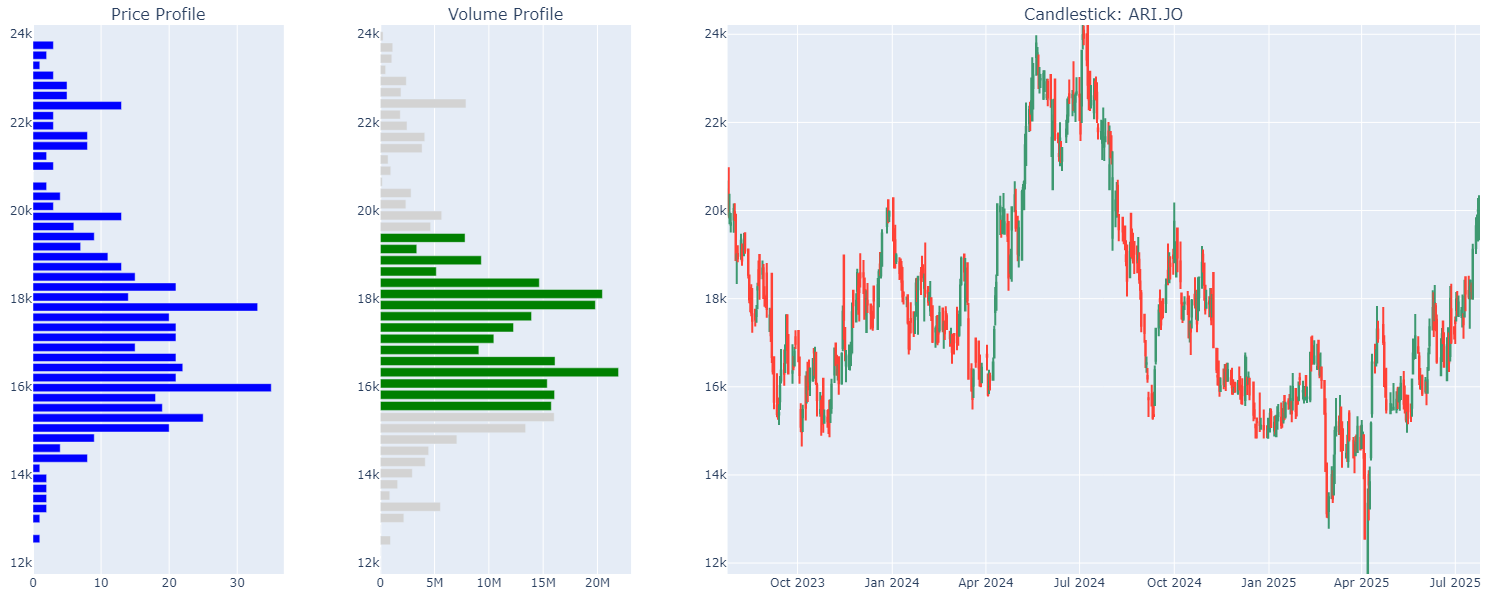 Price Profile
24k
22k
20k
18k
16k
14k
12k
0
10
20
30
Volume Profile
24k
22k
20k
18k
16k
14k
12k
0
5M
10M
15M
20M
Candlestick: ARI.JO
24k
22k
20k
18k
16k
14k
12k
Oct 2023
Jan 2024
Apr 2024
Jul 2024
Oct 2024
Jan 2025
Apr 2025
Jul 2025